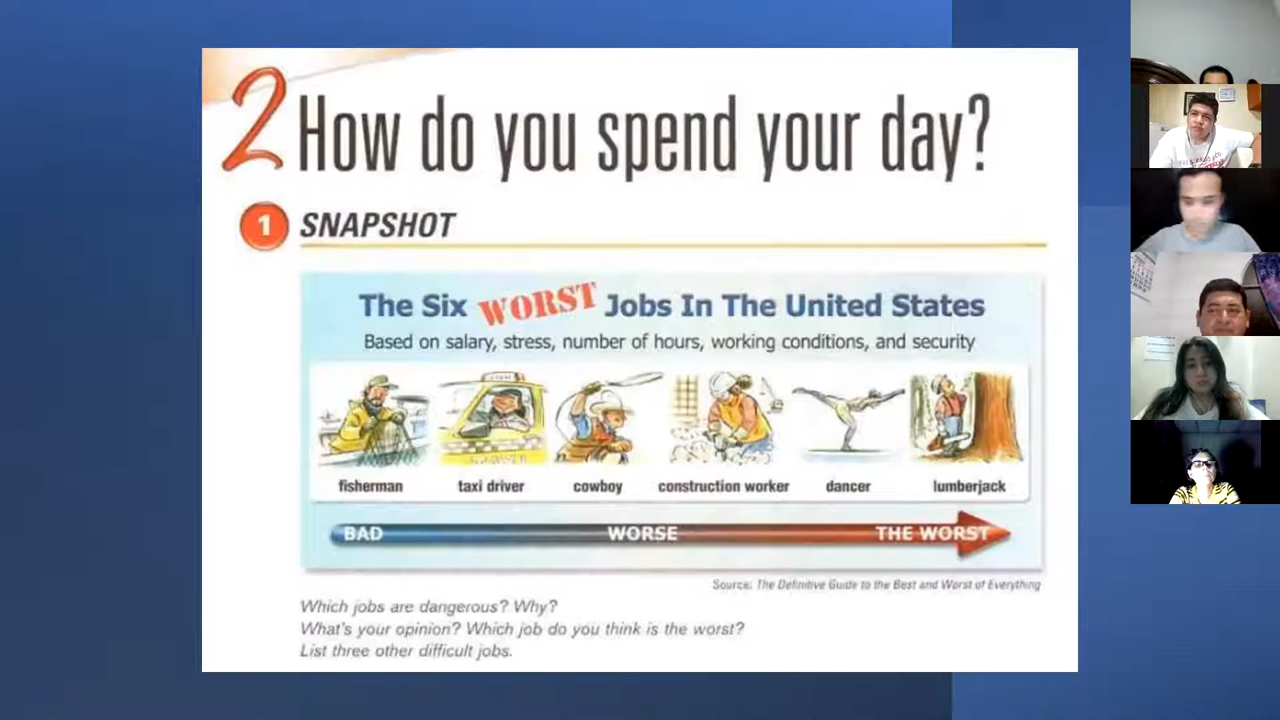 2 How do you spend your day?
1 SNAPSHOT
The Six WORST Jobs In The United States
Based on salary, stress, number of hours, working conditions, and security
fisherman taxi driver cowboy construction worker dancer lumberjack
BAD WORSE THE WORST
Source: The Definitive Guide to the Best and Worst of Everything
Which jobs are dangerous? Why?
What's your opinion? Which job do you think is the worst?
List three other difficult jobs.